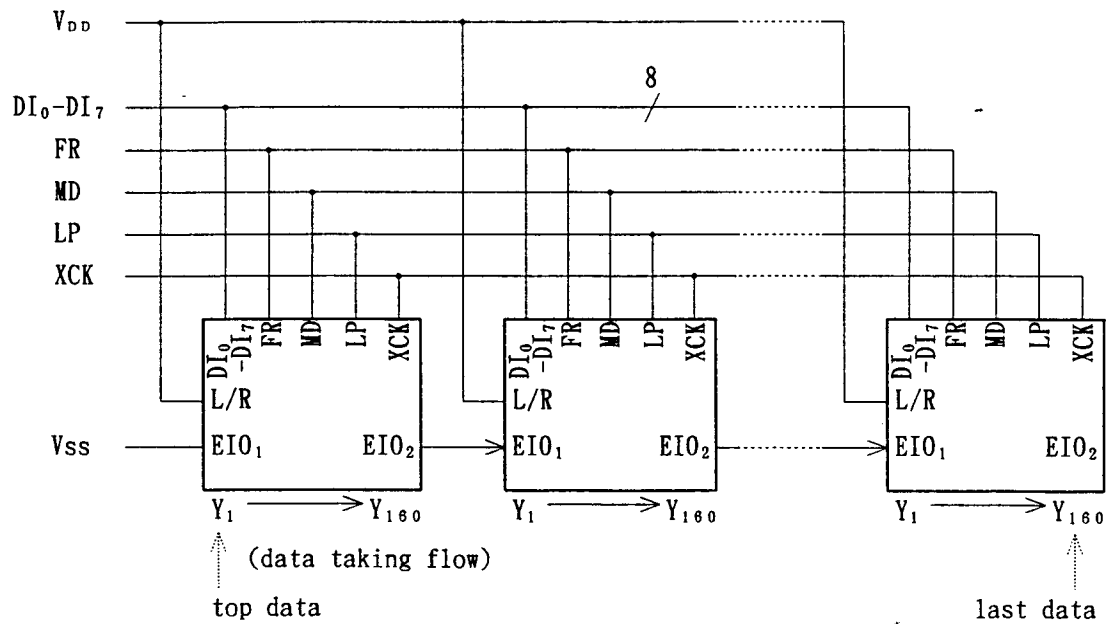 V_DD
8
DI₀-DI₇
FR
MD
LP
XCK
DI₀ -DI₇ FR MD LP XCK
DI₀ -DI₇ FR MD LP XCK
DI₀ -DI₇ FR MD LP XCK
L/R L/R L/R
Vss EIO₁ EIO₂ EIO₁ EIO₂ EIO₁ EIO₂
Y₁ Y₁₆₀ Y₁ Y₁₆₀ Y₁ Y₁₆₀
(data taking flow)
top data last data